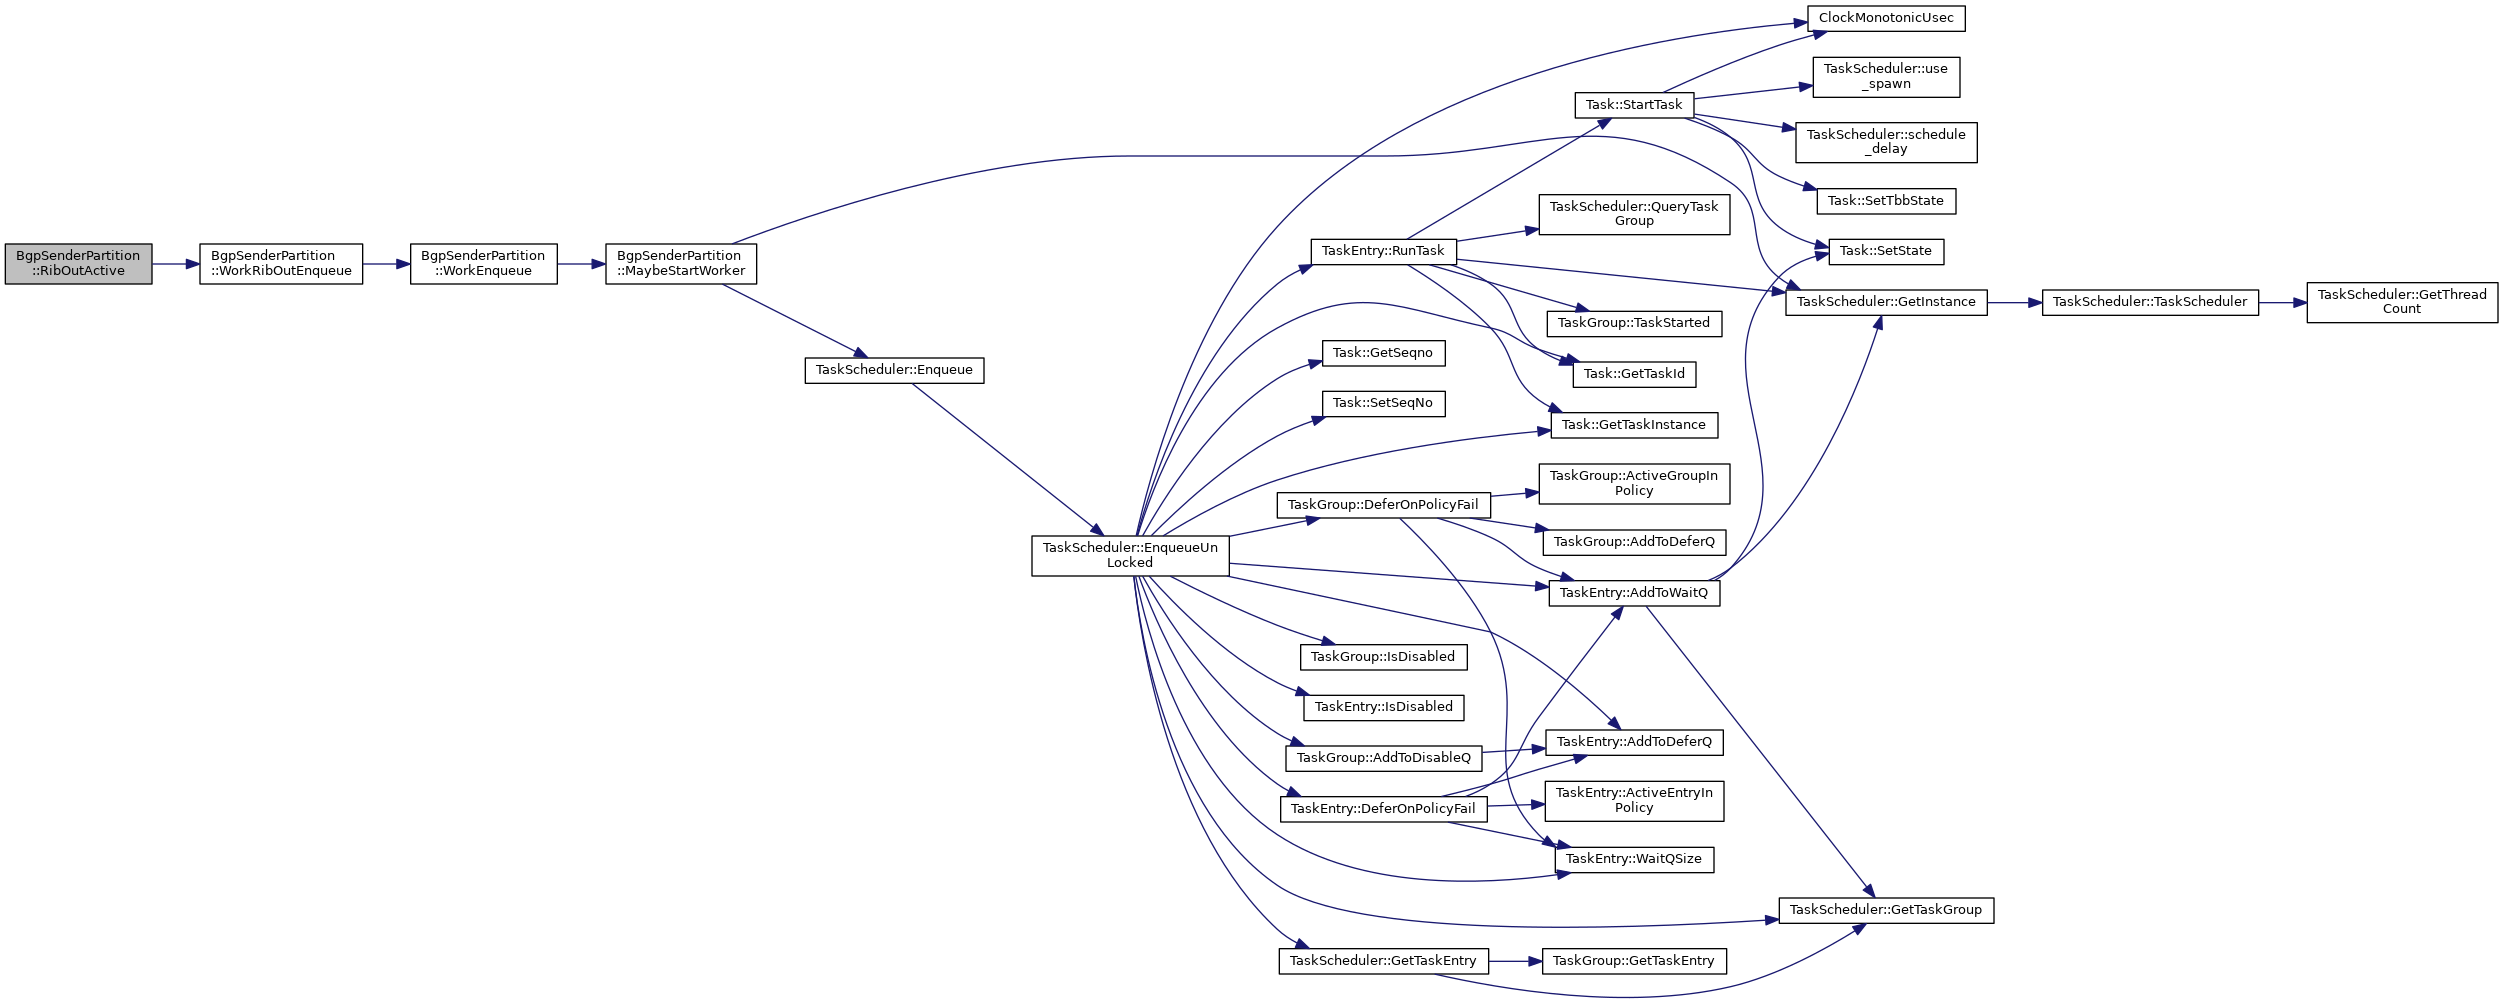 BgpSenderPartition
::RibOutActive
BgpSenderPartition
::WorkRibOutEnqueue
BgpSenderPartition
::WorkEnqueue
BgpSenderPartition
::MaybeStartWorker
TaskScheduler::Enqueue
TaskScheduler::EnqueueUn
Locked
TaskEntry::RunTask
Task::GetSeqno
Task::SetSeqNo
TaskGroup::DeferOnPolicyFail
TaskGroup::IsDisabled
TaskEntry::IsDisabled
TaskGroup::AddToDisableQ
TaskEntry::DeferOnPolicyFail
TaskScheduler::GetTaskEntry
Task::StartTask
TaskScheduler::QueryTask
Group
TaskGroup::TaskStarted
Task::GetTaskId
Task::GetTaskInstance
TaskGroup::ActiveGroupIn
Policy
TaskGroup::AddToDeferQ
TaskEntry::AddToWaitQ
TaskEntry::AddToDeferQ
TaskEntry::ActiveEntryIn
Policy
TaskEntry::WaitQSize
TaskGroup::GetTaskEntry
ClockMonotonicUsec
TaskScheduler::use
_spawn
TaskScheduler::schedule
_delay
Task::SetTbbState
Task::SetState
TaskScheduler::GetInstance
TaskScheduler::GetTaskGroup
TaskScheduler::TaskScheduler
TaskScheduler::GetThread
Count